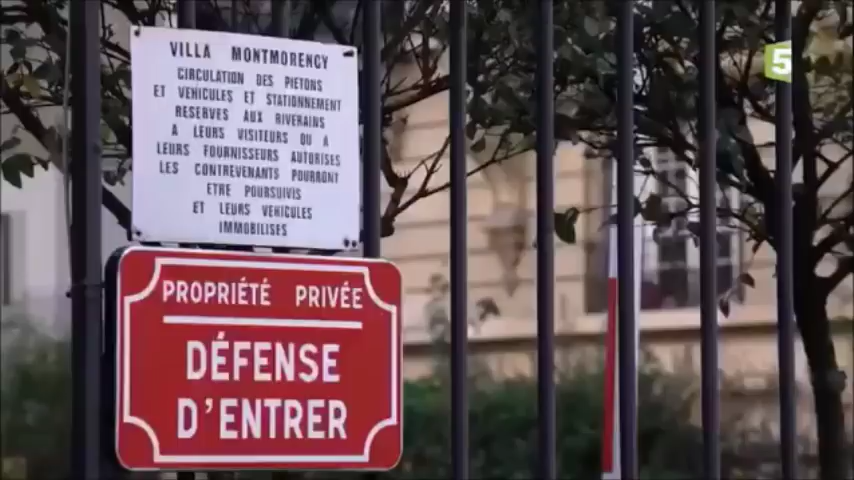 VILLA MONTMORENCY
CIRCULATION DES PIETONS
ET VEHICULES ET STATIONNEMENT
RESERVES AUX RIVERAINS
A LEURS VISITEURS OU A
LEURS FOURNISSEURS AUTORISES
LES CONTREVENANTS POURRONT
ETRE POURSUIVIS
ET LEURS VEHICULES
IMMOBILISES
PROPRIÉTÉ PRIVÉE
DÉFENSE
D'ENTRER
5